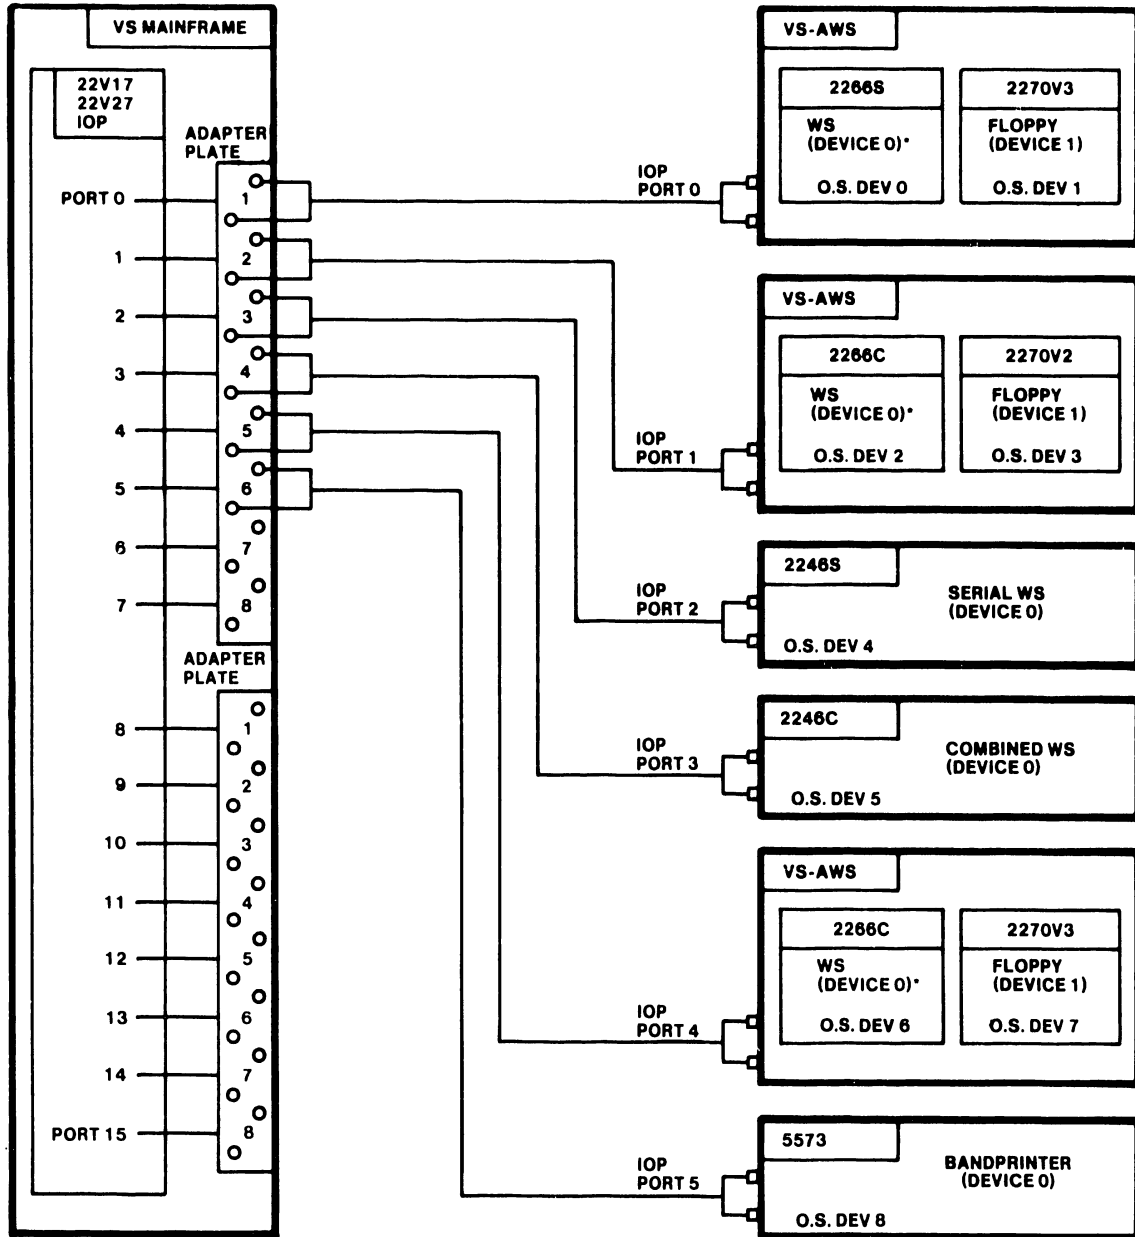 VS MAINFRAME
22V17
22V27
IOP
ADAPTER
PLATE
PORT 0
1
1
2
2
3
3
4
4
5
5
6
6
7
7
8
ADAPTER
PLATE
8
1
9
2
10
3
11
4
12
5
13
6
14
7
PORT 15
8
IOP
PORT 0
VS-AWS
2266S
WS
(DEVICE 0)*
O.S. DEV 0
2270V3
FLOPPY
(DEVICE 1)
O.S. DEV 1
IOP
PORT 1
VS-AWS
2266C
WS
(DEVICE 0)*
O.S. DEV 2
2270V2
FLOPPY
(DEVICE 1)
O.S. DEV 3
IOP
PORT 2
2246S
SERIAL WS
(DEVICE 0)
O.S. DEV 4
IOP
PORT 3
2246C
COMBINED WS
(DEVICE 0)
O.S. DEV 5
IOP
PORT 4
VS-AWS
2266C
WS
(DEVICE 0)*
O.S. DEV 6
2270V3
FLOPPY
(DEVICE 1)
O.S. DEV 7
IOP
PORT 5
5573
BANDPRINTER
(DEVICE 0)
O.S. DEV 8